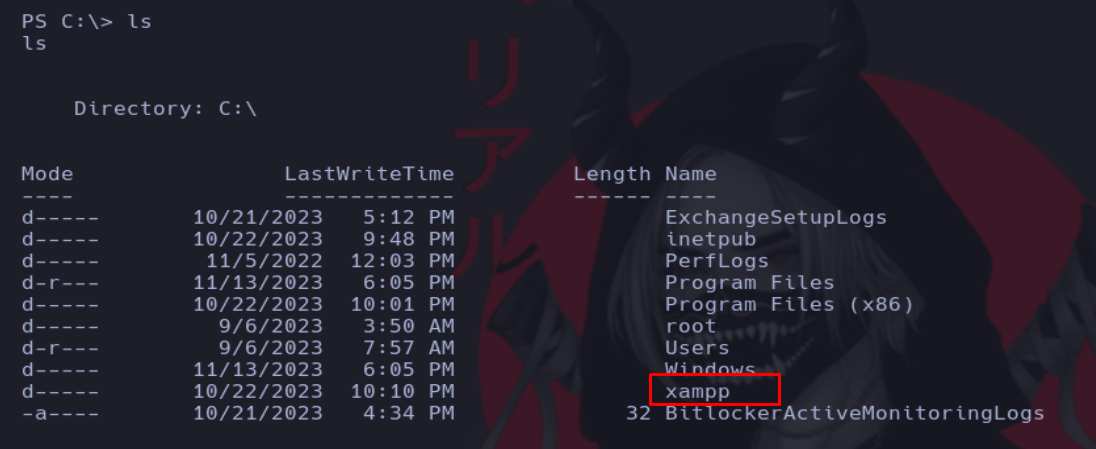 PS C:\> ls
ls
Directory: C:\
Mode LastWriteTime Length Name
---- ------------- ------ ----
d----- 10/21/2023 5:12 PM ExchangeSetupLogs
d----- 10/22/2023 9:48 PM inetpub
d----- 11/5/2022 12:03 PM PerfLogs
d-r--- 11/13/2023 6:05 PM Program Files
d----- 10/22/2023 10:01 PM Program Files (x86)
d----- 9/6/2023 3:50 AM root
d-r--- 9/6/2023 7:57 AM Users
d----- 11/13/2023 6:05 PM Windows
d----- 10/22/2023 10:10 PM xampp
-a---- 10/21/2023 4:34 PM 32 BitlockerActiveMonitoringLogs
リアル